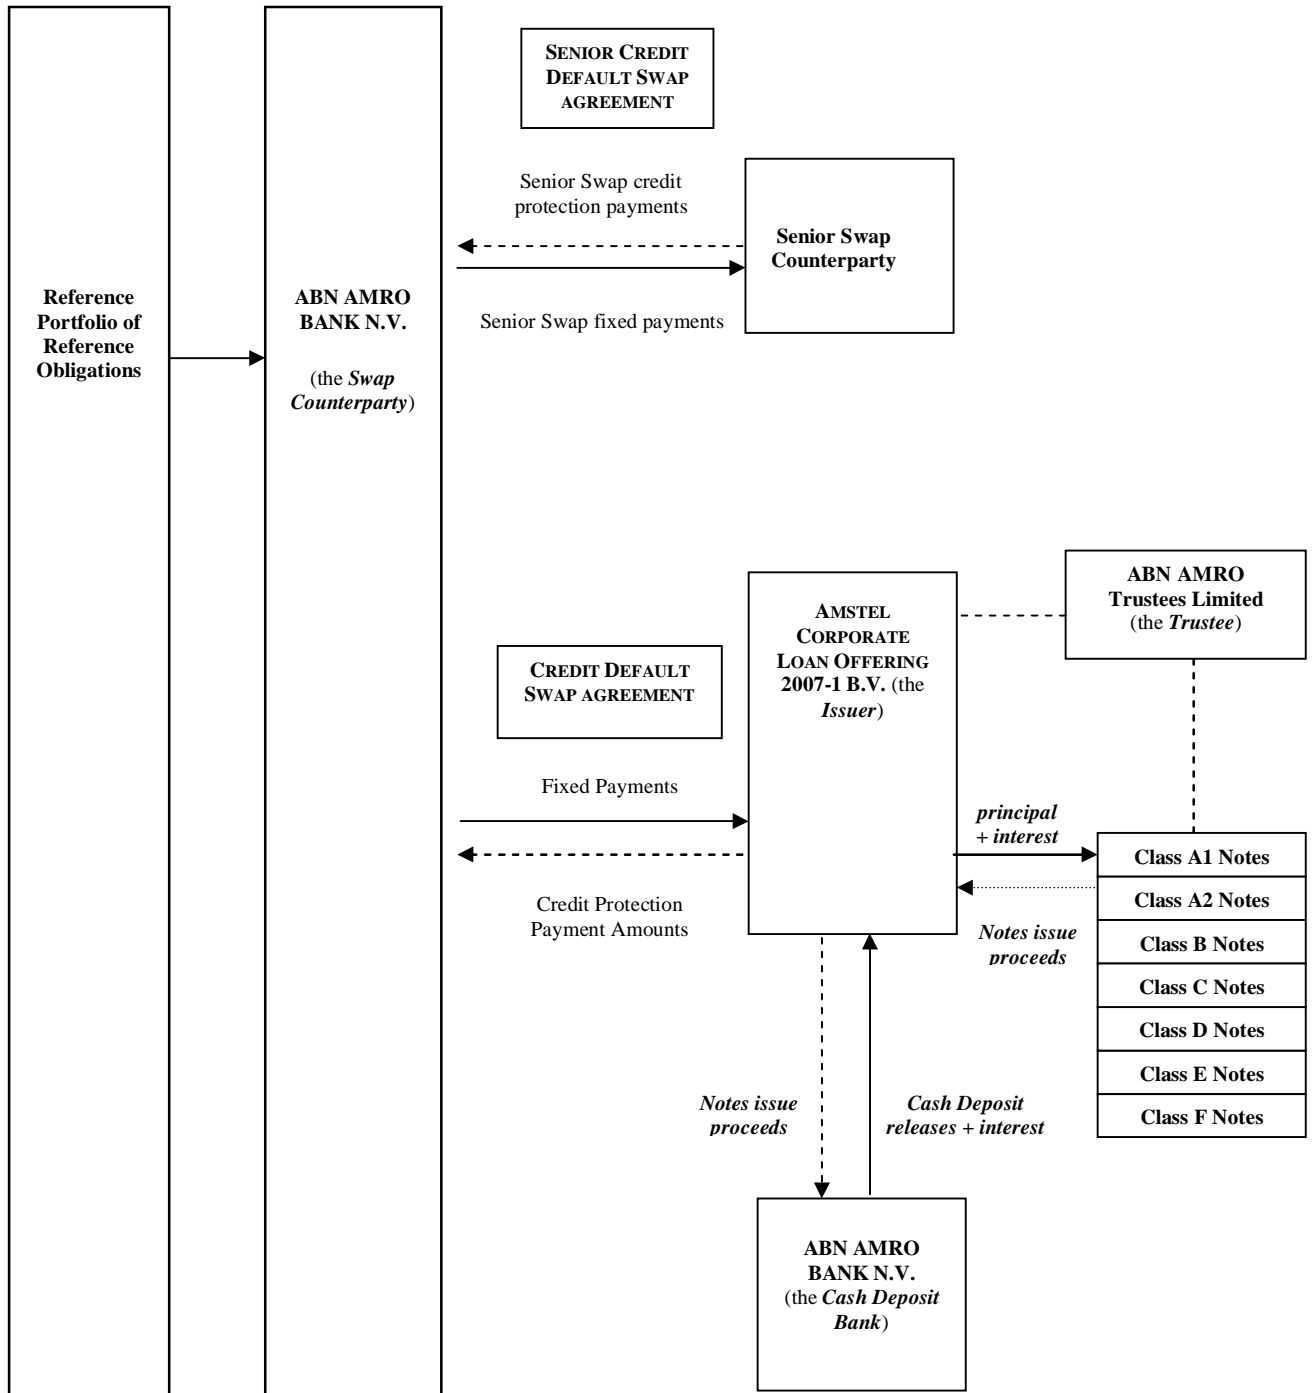 SENIOR CREDIT
DEFAULT SWAP
AGREEMENT
Senior Swap credit
protection payments
Senior Swap
Counterparty
Senior Swap fixed payments
Reference
Portfolio of
Reference
Obligations
ABN AMRO
BANK N.V.
(the Swap
Counterparty)
ABN AMRO
Trustees Limited
(the Trustee)
AMSTEL
CORPORATE
LOAN OFFERING
2007-1 B.V. (the
Issuer)
CREDIT DEFAULT
SWAP AGREEMENT
Fixed Payments
Credit Protection
Payment Amounts
principal
+ interest
Notes issue
proceeds
Class A1 Notes
Class A2 Notes
Class B Notes
Class C Notes
Class D Notes
Class E Notes
Class F Notes
Notes issue
proceeds
Cash Deposit
releases + interest
ABN AMRO
BANK N.V.
(the Cash Deposit
Bank)